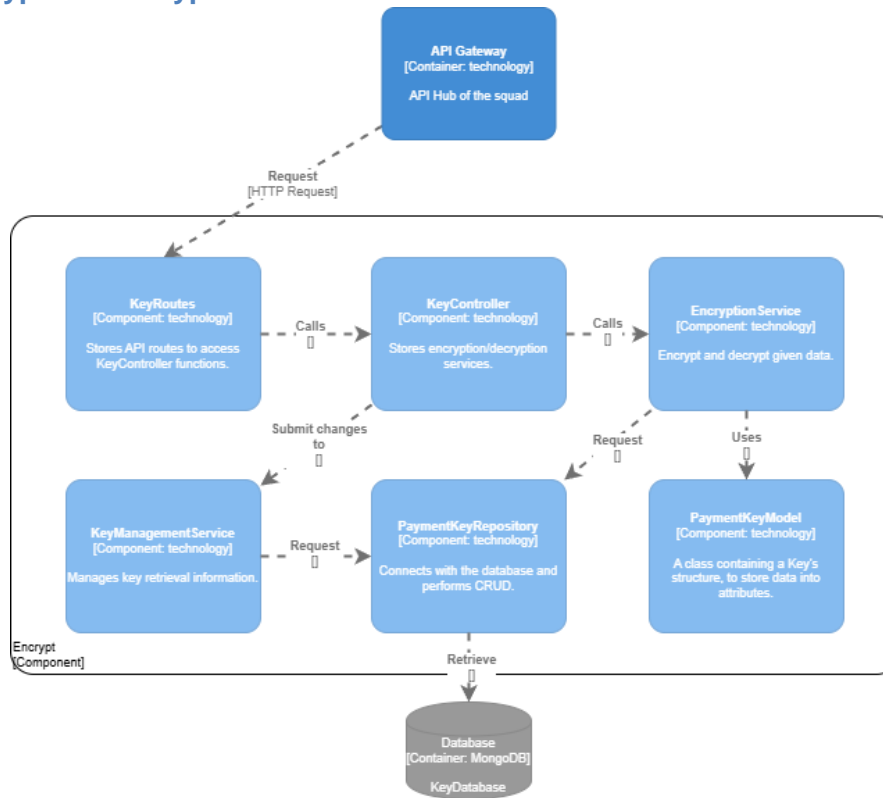 API Gateway
[Container: technology]
API Hub of the squad
Request
[HTTP Request]
KeyRoutes
[Component: technology]
Stores API routes to access
KeyController functions.
Calls
[]
KeyController
[Component: technology]
Stores encryption/decryption
services.
Calls
[]
EncryptionService
[Component: technology]
Encrypt and decrypt given data.
Submit changes
to
[]
Request
[]
Uses
[]
KeyManagementService
[Component: technology]
Manages key retrieval information.
Request
[]
PaymentKeyRepository
[Component: technology]
Connects with the database and
performs CRUD.
PaymentKeyModel
[Component: technology]
A class containing a Key's
structure, to store data into
attributes.
Encrypt
[Component]
Retrieve
[]
Database
[Container: MongoDB]
KeyDatabase